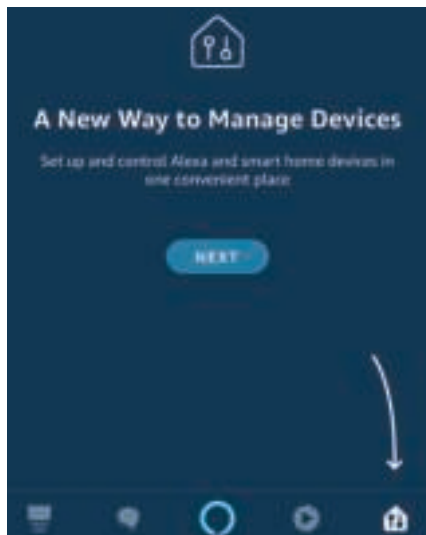 A New Way to Manage Devices
Set up and control Alexa and smart home devices in
one convenient place
NEXT